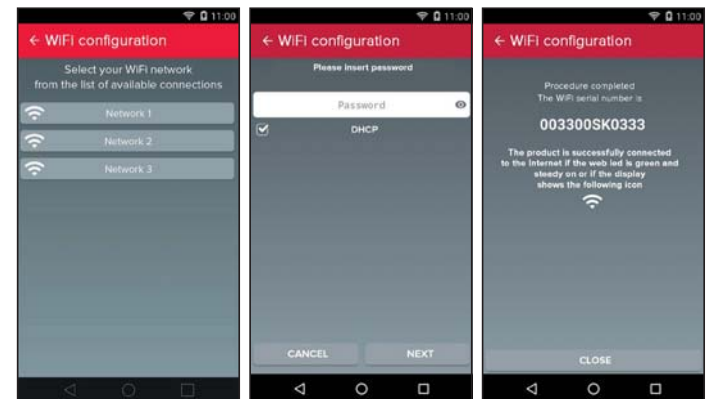 11:00
← WiFi configuration
Select your WiFi network
from the list of available connections
Network 1
Network 2
Network 3
11:00
← WiFi configuration
Please insert password
Password
DHCP
CANCEL
NEXT
11:00
← WiFi configuration
Procedure completed
The WiFi serial number is
003300SK0333
The product is successfully connected
to the internet if the web led is green and
steady on or if the display
shows the following icon
CLOSE